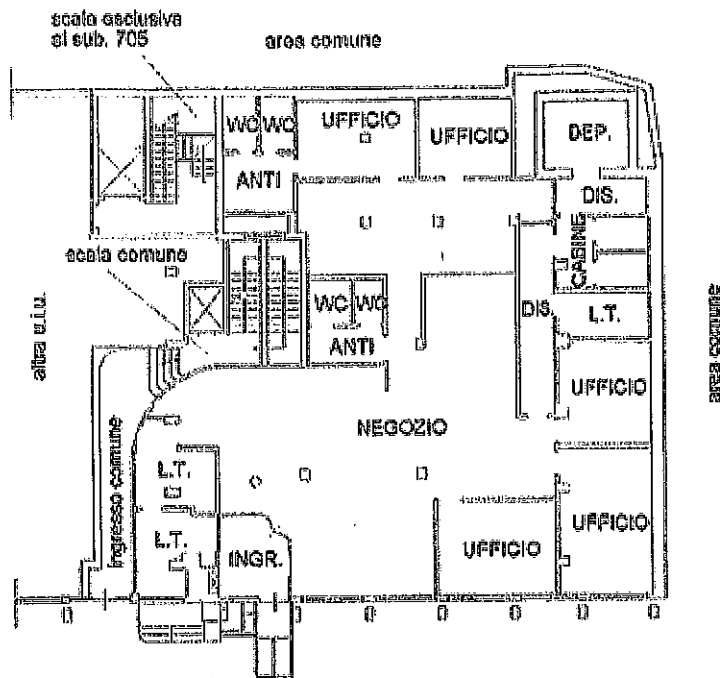 scala esclusiva
al sub. 705
area comune
WC WC
UFFICIO
UFFICIO
DEP.
ANTI
DIS.
scala comune
CABINE
WC WC
DIS.
L.T.
ANTI
altra u.i.u.
area comune
UFFICIO
NEGOZIO
ingresso comune
L.T.
UFFICIO
L.T.
INGR.
UFFICIO